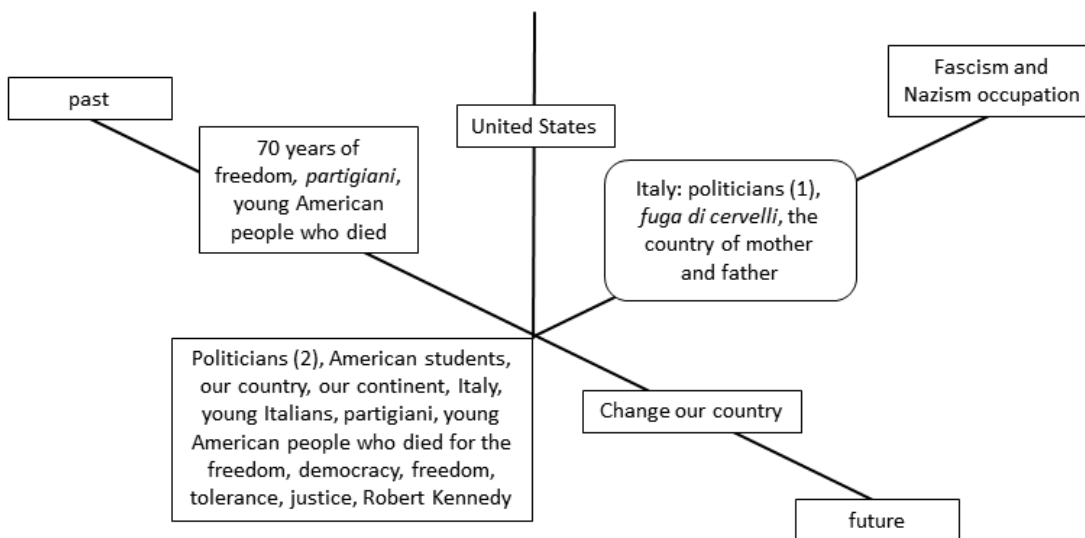 past
70 years of
freedom, partigiani,
young American
people who died
United States
Fascism and
Nazism occupation
Italy: politicians (1),
fuga di cervelli, the
country of mother
and father
Politicians (2), American students,
our country, our continent, Italy,
young Italians, partigiani, young
American people who died for the
freedom, democracy, freedom,
tolerance, justice, Robert Kennedy
Change our country
future